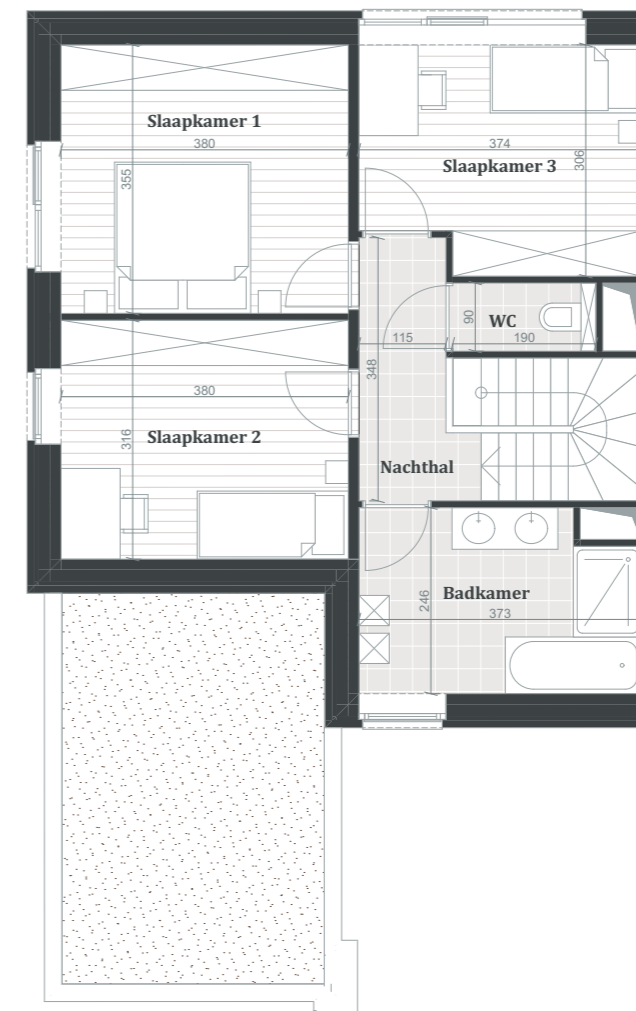 Slaapkamer 1
380
355
374
306
Slaapkamer 3
90
WC
190
115
348
380
316
Slaapkamer 2
Nachthal
Badkamer
246
373